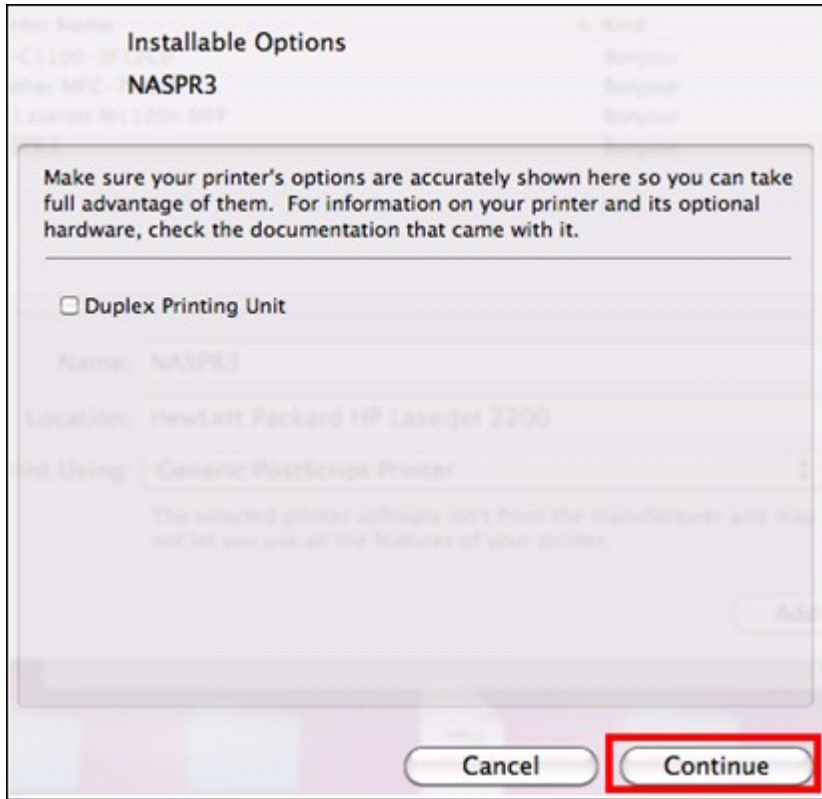 Installable Options
NASPR3
Make sure your printer's options are accurately shown here so you can take
full advantage of them. For information on your printer and its optional
hardware, check the documentation that came with it.
Duplex Printing Unit
Name: NASPR3
Location: HewLett Packard HP LaserJet 2200
Print Using: Generic PostScript Printer
The selected printer software isn't from the manufacturer and may
not let you use all the features of your printer.
Add
Cancel
Continue